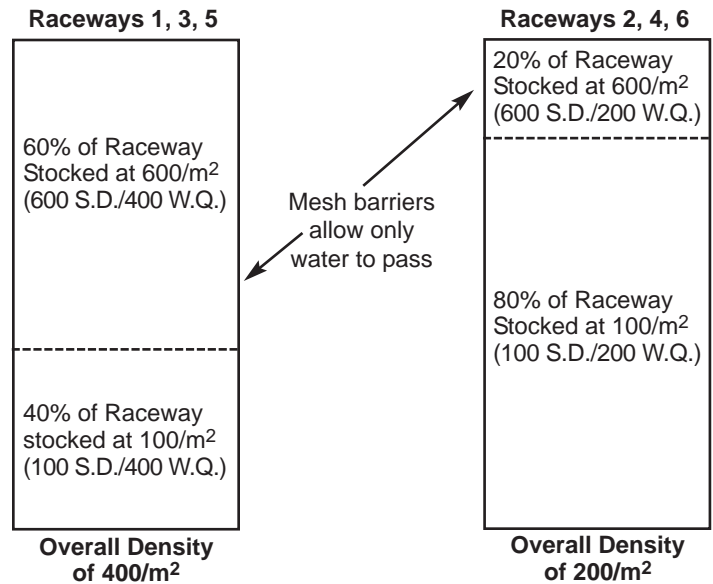 Raceways 1, 3, 5
60% of Raceway
Stocked at 600/m²
(600 S.D./400 W.Q.)
40% of Raceway
stocked at 100/m²
(100 S.D./400 W.Q.)
Overall Density
of 400/m²
Mesh barriers
allow only
water to pass
Raceways 2, 4, 6
20% of Raceway
Stocked at 600/m²
(600 S.D./200 W.Q.)
80% of Raceway
Stocked at 100/m²
(100 S.D./200 W.Q.)
Overall Density
of 200/m²